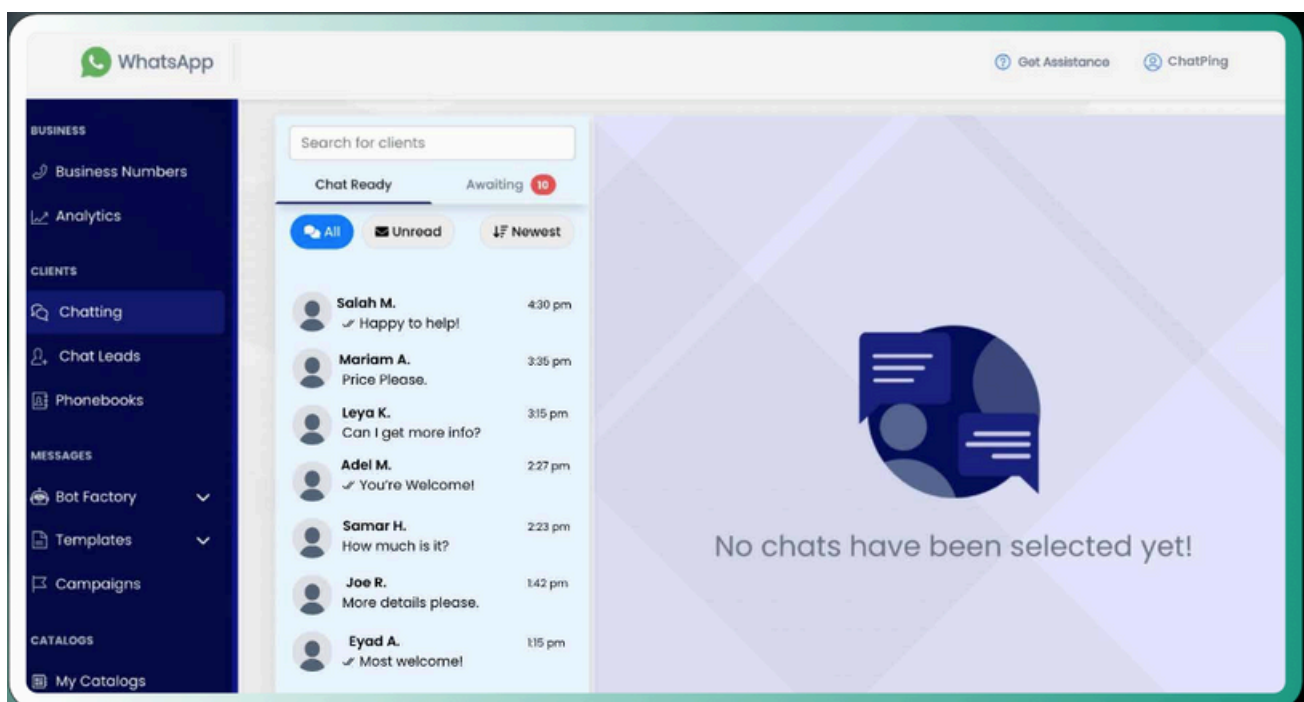 WhatsApp
Get Assistance
ChatPing
BUSINESS
Business Numbers
Analytics
CLIENTS
Chatting
Chat Leads
Phonebooks
MESSAGES
Bot Factory
Templates
Campaigns
CATALOGS
My Catalogs
Search for clients
Chat Ready
Awaiting 10
All
Unread
Newest
Salah M. 4:30 pm
Happy to help!
Mariam A. 3:35 pm
Price Please.
Leya K. 3:15 pm
Can I get more info?
Adel M. 2:27 pm
You're Welcome!
Samar H. 2:23 pm
How much is it?
Joe R. 1:42 pm
More details please.
Eyad A. 1:15 pm
Most welcome!
No chats have been selected yet!